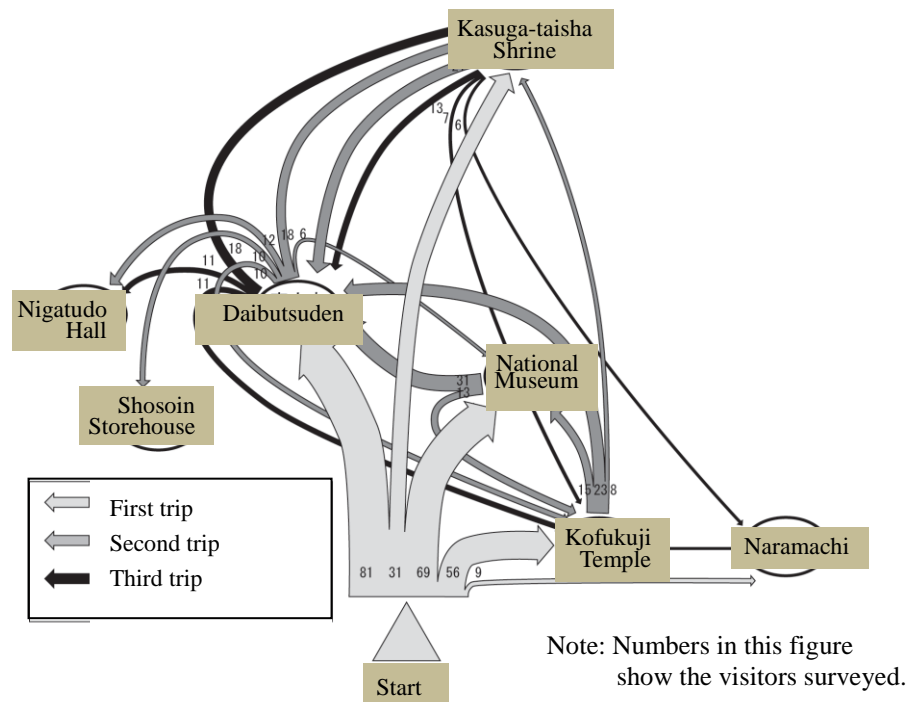 Kasuga-taisha
Shrine
13
7
6
12
18
6
18
10
11
10
11
Nigatudo
Hall
Daibutsuden
National
Museum
31
13
Shosoin
Storehouse
First trip
Second trip
Third trip
15
23
8
Kofukuji
Temple
Naramachi
81
31
69
56
9
Start
Note: Numbers in this figure
show the visitors surveyed.